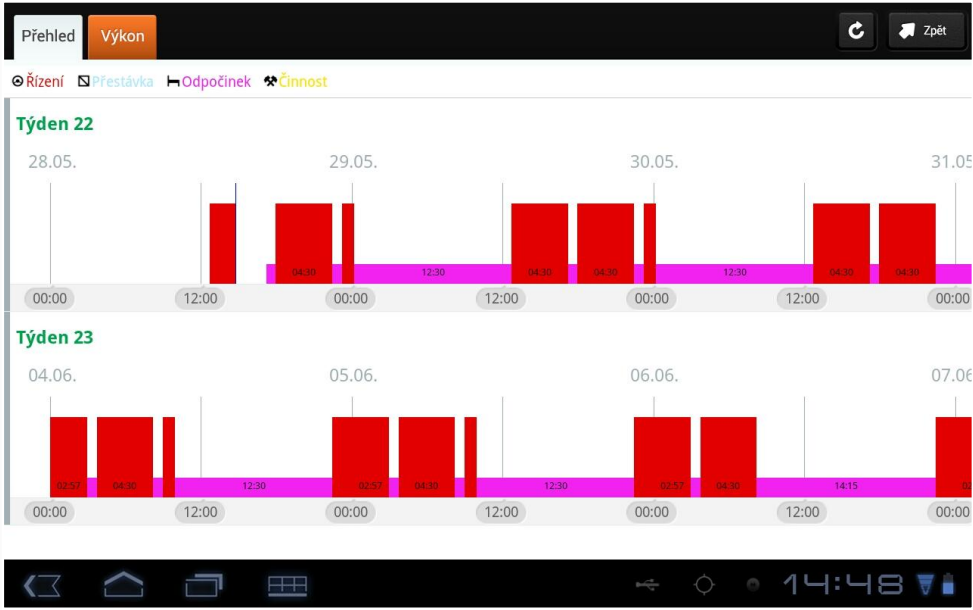 Přehled Výkon Zpět
Řízení Přestávka Odpočinek Činnost
Týden 22
28.05. 29.05. 30.05. 31.05
04:30 12:30 04:30 04:30 12:30 04:30 04:30
00:00 12:00 00:00 12:00 00:00 12:00 00:00
Týden 23
04.06. 05.06. 06.06. 07.06
02:57 04:30 12:30 02:57 04:30 12:30 02:57 04:30 14:15 02
00:00 12:00 00:00 12:00 00:00 12:00 00:00
14:48